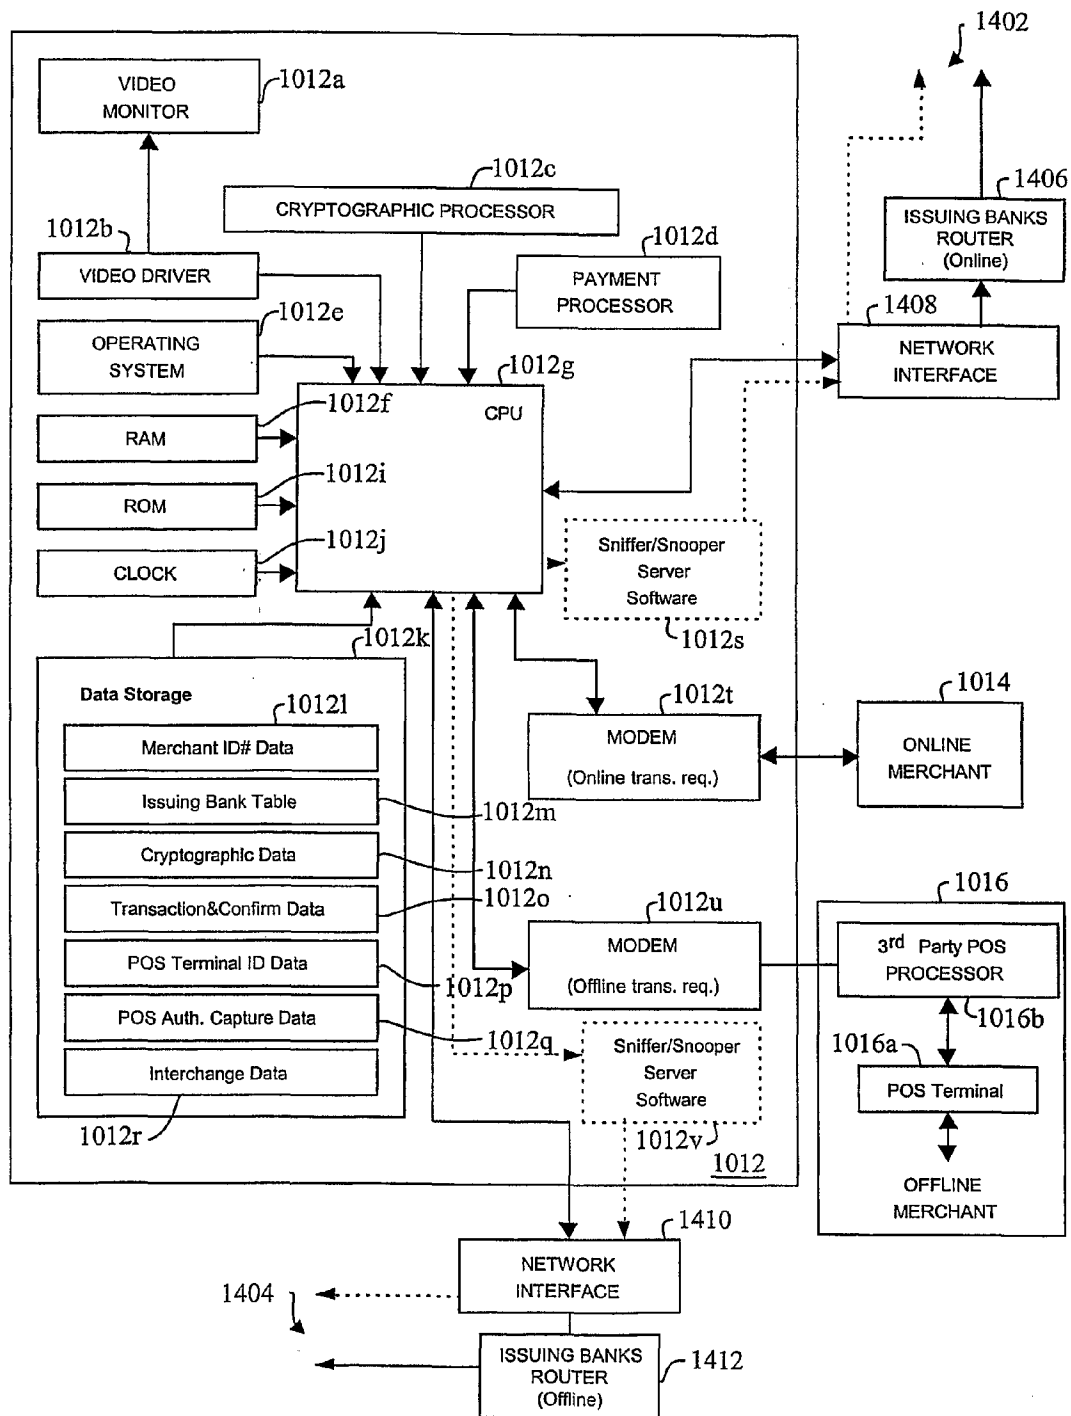 1402
VIDEO
MONITOR
1012a
1012c
CRYPTOGRAPHIC PROCESSOR
1406
ISSUING BANKS
ROUTER
(Online)
1012b
VIDEO DRIVER
1012d
PAYMENT
PROCESSOR
1012e
OPERATING
SYSTEM
1408
NETWORK
INTERFACE
1012g
CPU
1012f
RAM
1012i
ROM
1012j
CLOCK
Sniffer/Snooper
Server
Software
1012s
1012k
Data Storage
1012l
Merchant ID# Data
Issuing Bank Table
1012m
Cryptographic Data
1012n
Transaction&Confirm Data
1012o
POS Terminal ID Data
1012p
POS Auth. Capture Data
1012q
Interchange Data
1012r
1012t
MODEM
(Online trans. req.)
1014
ONLINE
MERCHANT
1012u
MODEM
(Offline trans. req.)
1016
3rd Party POS
PROCESSOR
1016b
1016a
POS Terminal
OFFLINE
MERCHANT
Sniffer/Snooper
Server
Software
1012v
1012
1410
NETWORK
INTERFACE
1404
ISSUING BANKS
ROUTER
(Offline)
1412